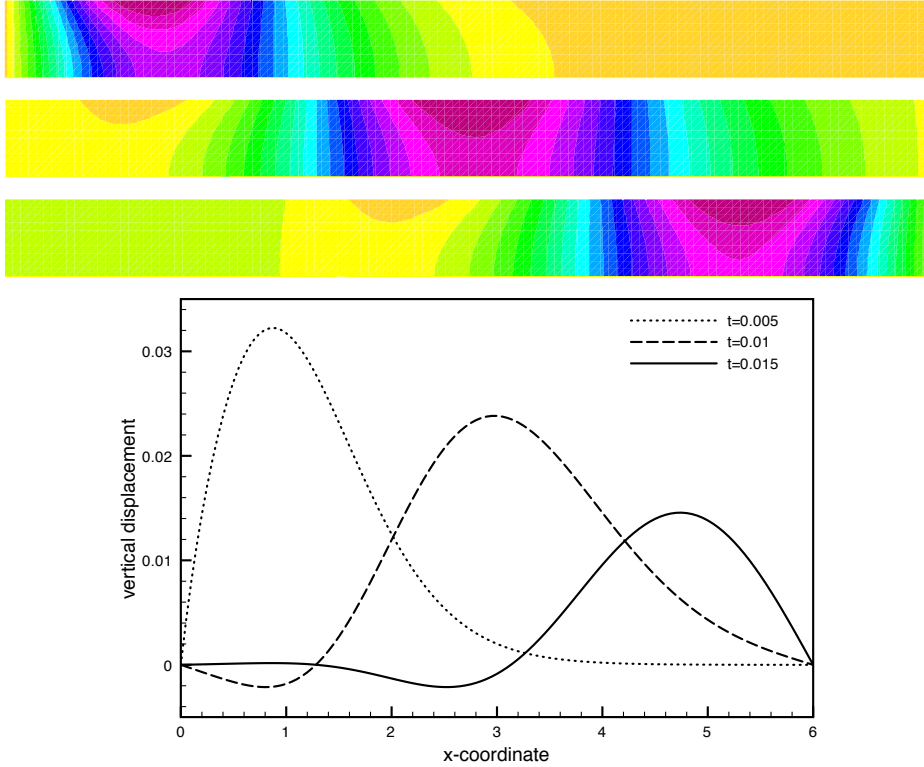 t=0.005
t=0.01
t=0.015
0.03
0.02
0.01
0
vertical displacement
0 1 2 3 4 5 6
x-coordinate